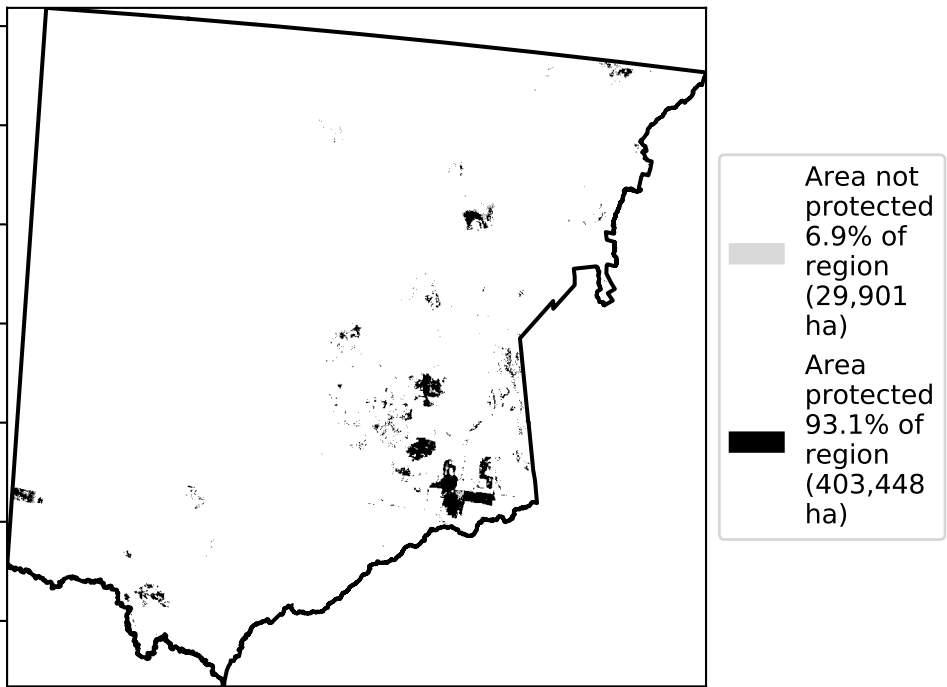 Area not
protected
6.9% of
region
(29,901
ha)
Area
protected
93.1% of
region
(403,448
ha)